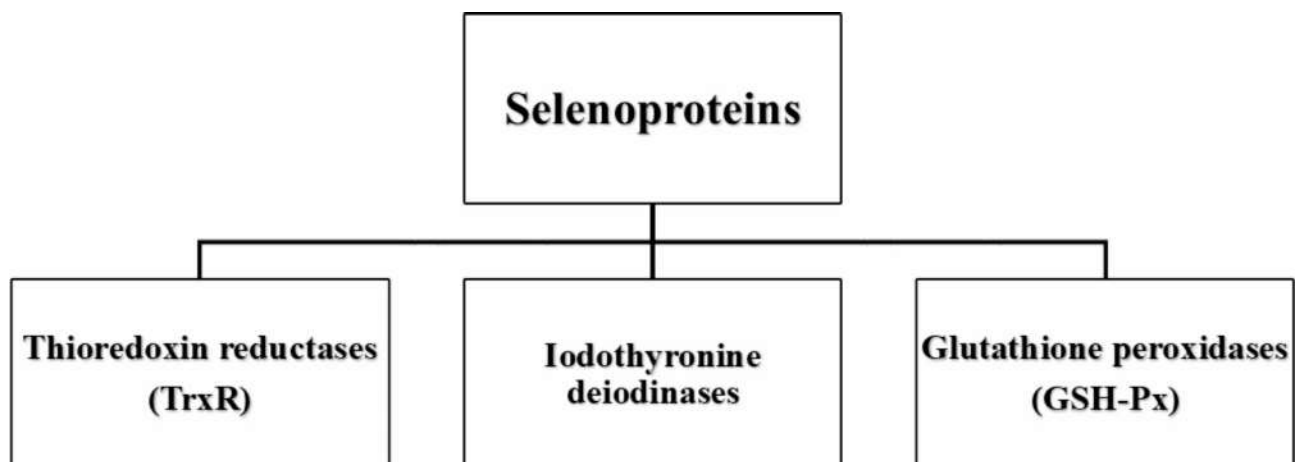 Selenoproteins
Thioredoxin reductases
(TrxR)
Iodothyronine
deiodinases
Glutathione peroxidases
(GSH-Px)